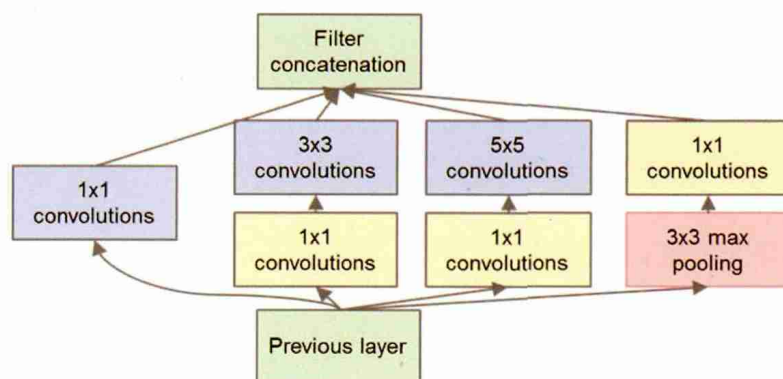 Filter
concatenation
3x3
convolutions
5x5
convolutions
1x1
convolutions
1x1
convolutions
1x1
convolutions
1x1
convolutions
3x3 max
pooling
Previous layer